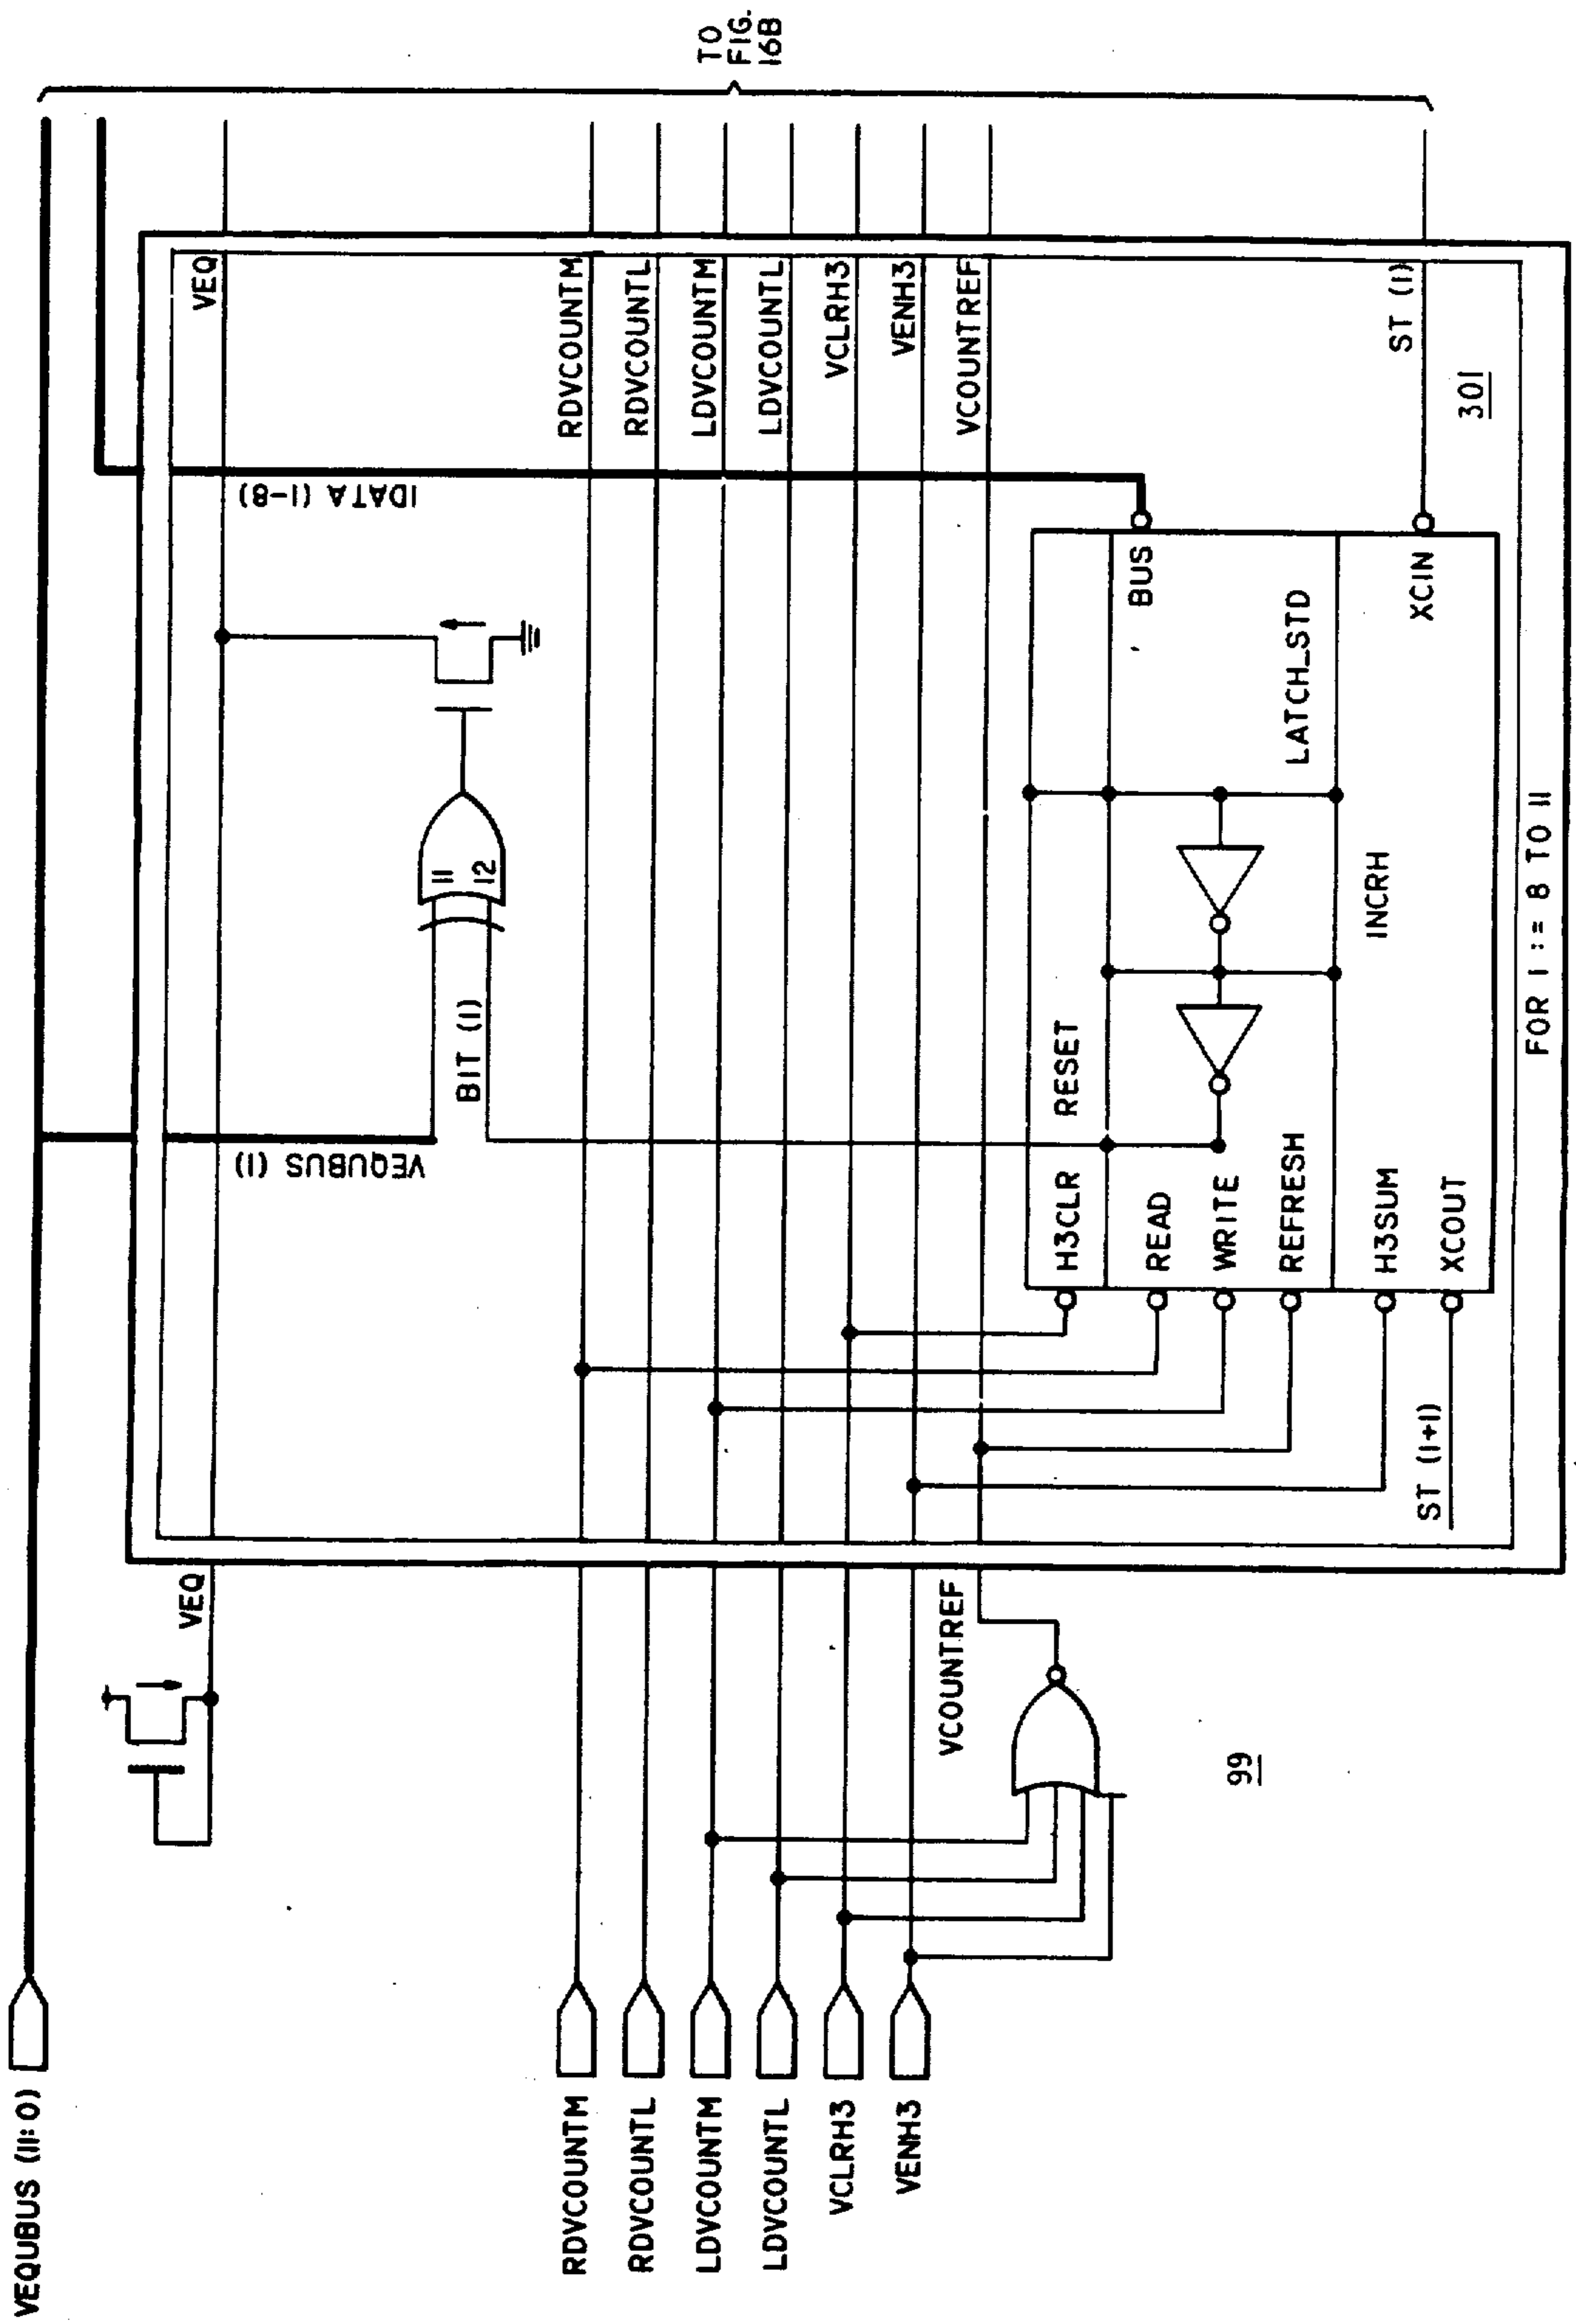 VEQUBUS (11:0)
RDVCOUNTM
RDVCOUNTL
LDVCOUNTM
LDVCOUNTL
VCLRH3
VENH3
VEQ
VCOUNTREF
99
VEQUBUS (I)
BIT (I)
11
12
IDATA (I-8)
VEQ
RDVCOUNTM
RDVCOUNTL
LDVCOUNTM
LDVCOUNTL
VCLRH3
VENH3
VCOUNTREF
H3CLR
RESET
READ
WRITE
REFRESH
BUS
LATCH_STD
H3SUM
XCOUT
INCRH
XCIN
ST (I+1)
ST (I)
301
FOR I := 8 TO 11
TO
FIG.
16B